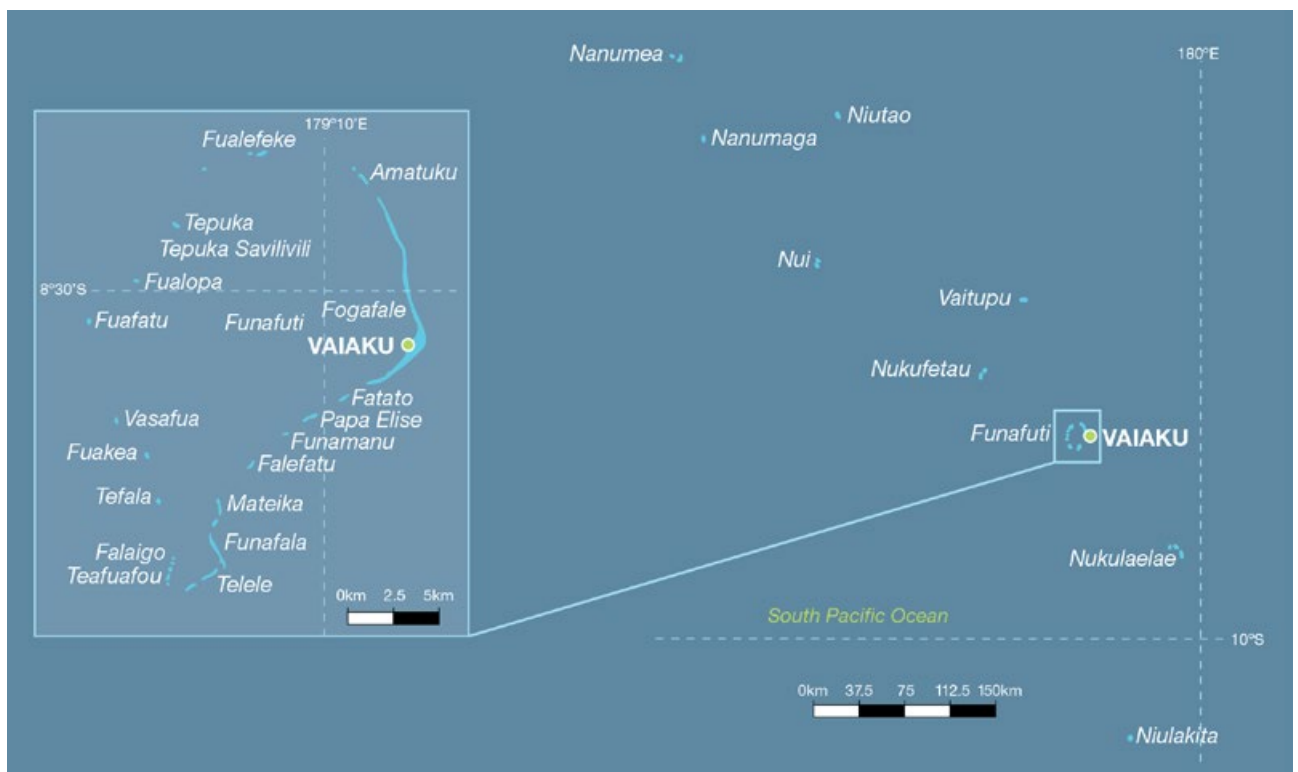 Nanumea
180°E
Niutao
Nanumaga
Nui
Vaitupu
Nukufetau
Funafuti
VAIAKU
Nukulaelae
South Pacific Ocean
10°S
0km 37.5 75 112.5 150km
Niulakita
179°10'E
Fualefeke
Amatuku
Tepuka
Tepuka Savilivili
Fualopa
8°30'S
Fogafale
Fuafatu
Funafuti
VAIAKU
Fatato
Papa Elise
Vasafua
Funamanu
Fuakea
Falefatu
Tefala
Mateika
Funafala
Falaigo
Teafuafou
Telele
0km 2.5 5km